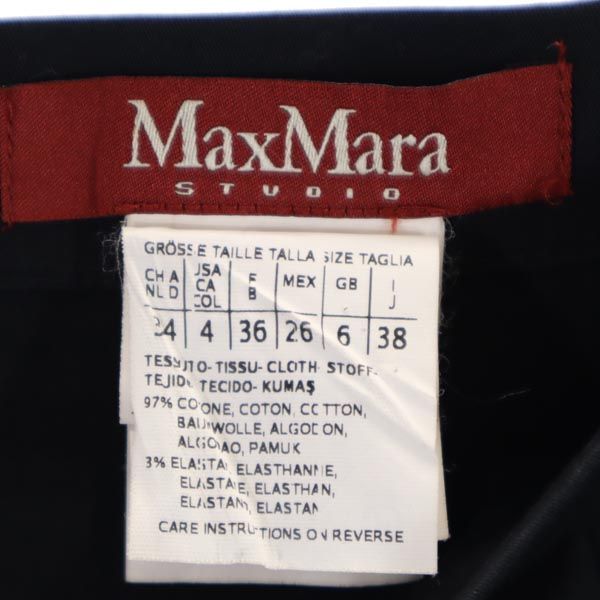 MaxMara
STUDIO
GRÖSSE TAILLE TALLA SIZE TAGLIA
CH A NL D USA CA COL F B MEX GB I J
34 4 36 26 6 38
TESSUTO-TISSU-CLOTH-STOFF-
TEJIDO-TECIDO-KUMAŞ
97% COTONE, COTON, COTTON,
BAUMWOLLE, ALGODON,
ALGODAO, PAMUK
3% ELASTAN, ELASTHANNE,
ELASTANE, ELASTHAN,
ELASTANO, ELASTAN
CARE INSTRUCTIONS ON REVERSE